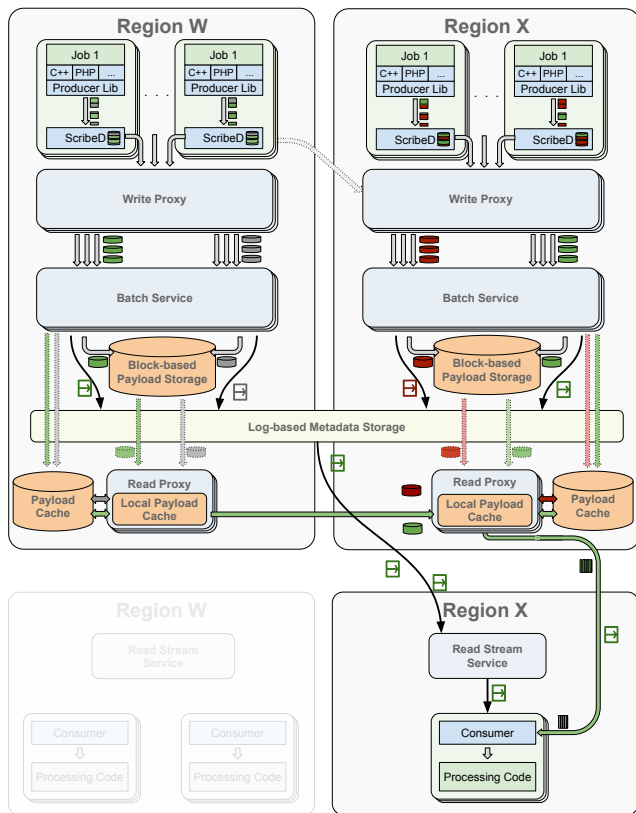 Region W
Region X
Job 1
C++ PHP ...
Producer Lib
ScribeD
. . .
Job 1
C++ PHP ...
Producer Lib
ScribeD
Job 1
C++ PHP ...
Producer Lib
ScribeD
. . .
Job 1
C++ PHP ...
Producer Lib
ScribeD
Write Proxy
Write Proxy
Batch Service
Batch Service
Block-based
Payload Storage
Block-based
Payload Storage
Log-based Metadata Storage
Payload
Cache
Read Proxy
Local Payload
Cache
Read Proxy
Local Payload
Cache
Payload
Cache
Region W
Region X
Read Stream
Service
Read Stream
Service
Consumer
Processing Code
Consumer
Processing Code
Consumer
Processing Code